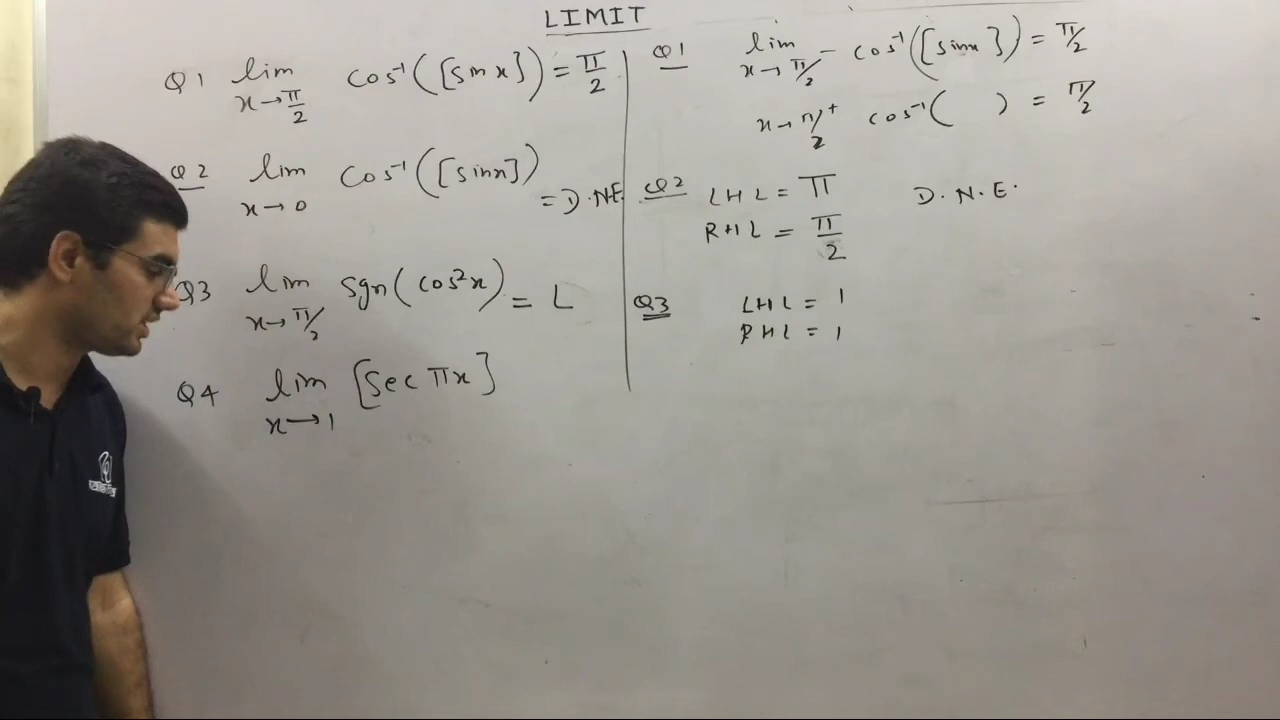 LIMIT
Q1 lim x→π/2 cos⁻¹([sin x]) = π/2
Q2 lim x→0 cos⁻¹([sinx]) = D.N.E.
Q3 lim x→π/2 sgn(cos²x) = L
Q4 lim x→1 [sec πx]
Q1 lim x→π/2⁻ cos⁻¹([sinx]) = π/2
x→π/2⁺ cos⁻¹( ) = π/2
Q2 LHL = π D.N.E.
RHL = π/2
Q3 LHL = 1
RHL = 1